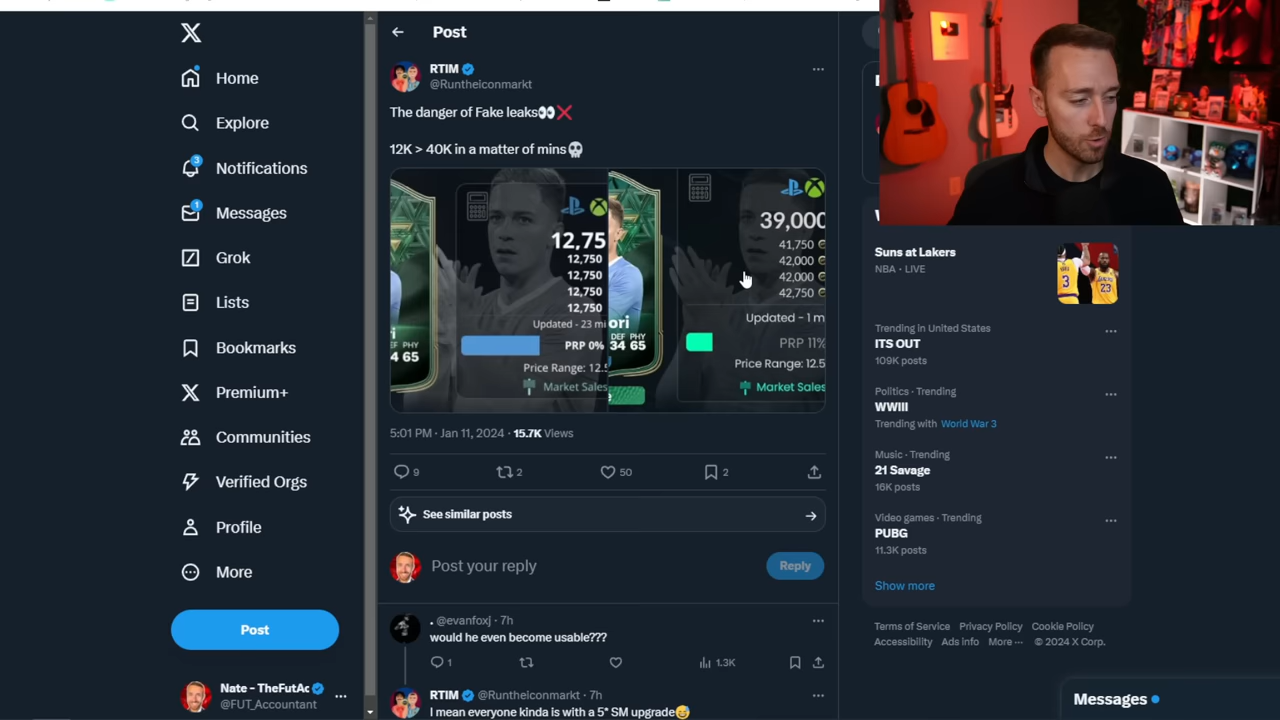 Home
Explore
3
Notifications
1
Messages
Grok
Lists
Bookmarks
Premium+
Communities
Verified Orgs
Profile
More
Post
Nate - TheFutAc
@FUT_Accountant
Post
RTIM
@Runtheiconmarkt
The danger of Fake leaks👀❌
12K > 40K in a matter of mins💀
12,75
12,750
12,750
12,750
12,750
Updated - 23 mi
PRP 0%
Price Range: 12.5
Market Sales
4 65
39,000
41,750
42,000
42,000
42,750
Updated - 1 m
PRP 11%
Price Range: 12.5
Market Sales
ori
DEF PHY
34 65
5:01 PM · Jan 11, 2024 · 15.7K Views
9
2
50
2
See similar posts
Post your reply
Reply
. @evanfoxj · 7h
would he even become usable???
1
1.3K
RTIM @Runtheiconmarkt · 7h
I mean everyone kinda is with a 5* SM upgrade😅
Suns at Lakers
NBA · LIVE
Trending in United States
ITS OUT
109K posts
Politics · Trending
WWIII
Trending with World War 3
Music · Trending
21 Savage
16K posts
Video games · Trending
PUBG
11.3K posts
Show more
Terms of Service Privacy Policy Cookie Policy
Accessibility Ads info More ··· © 2024 X Corp.
Messages